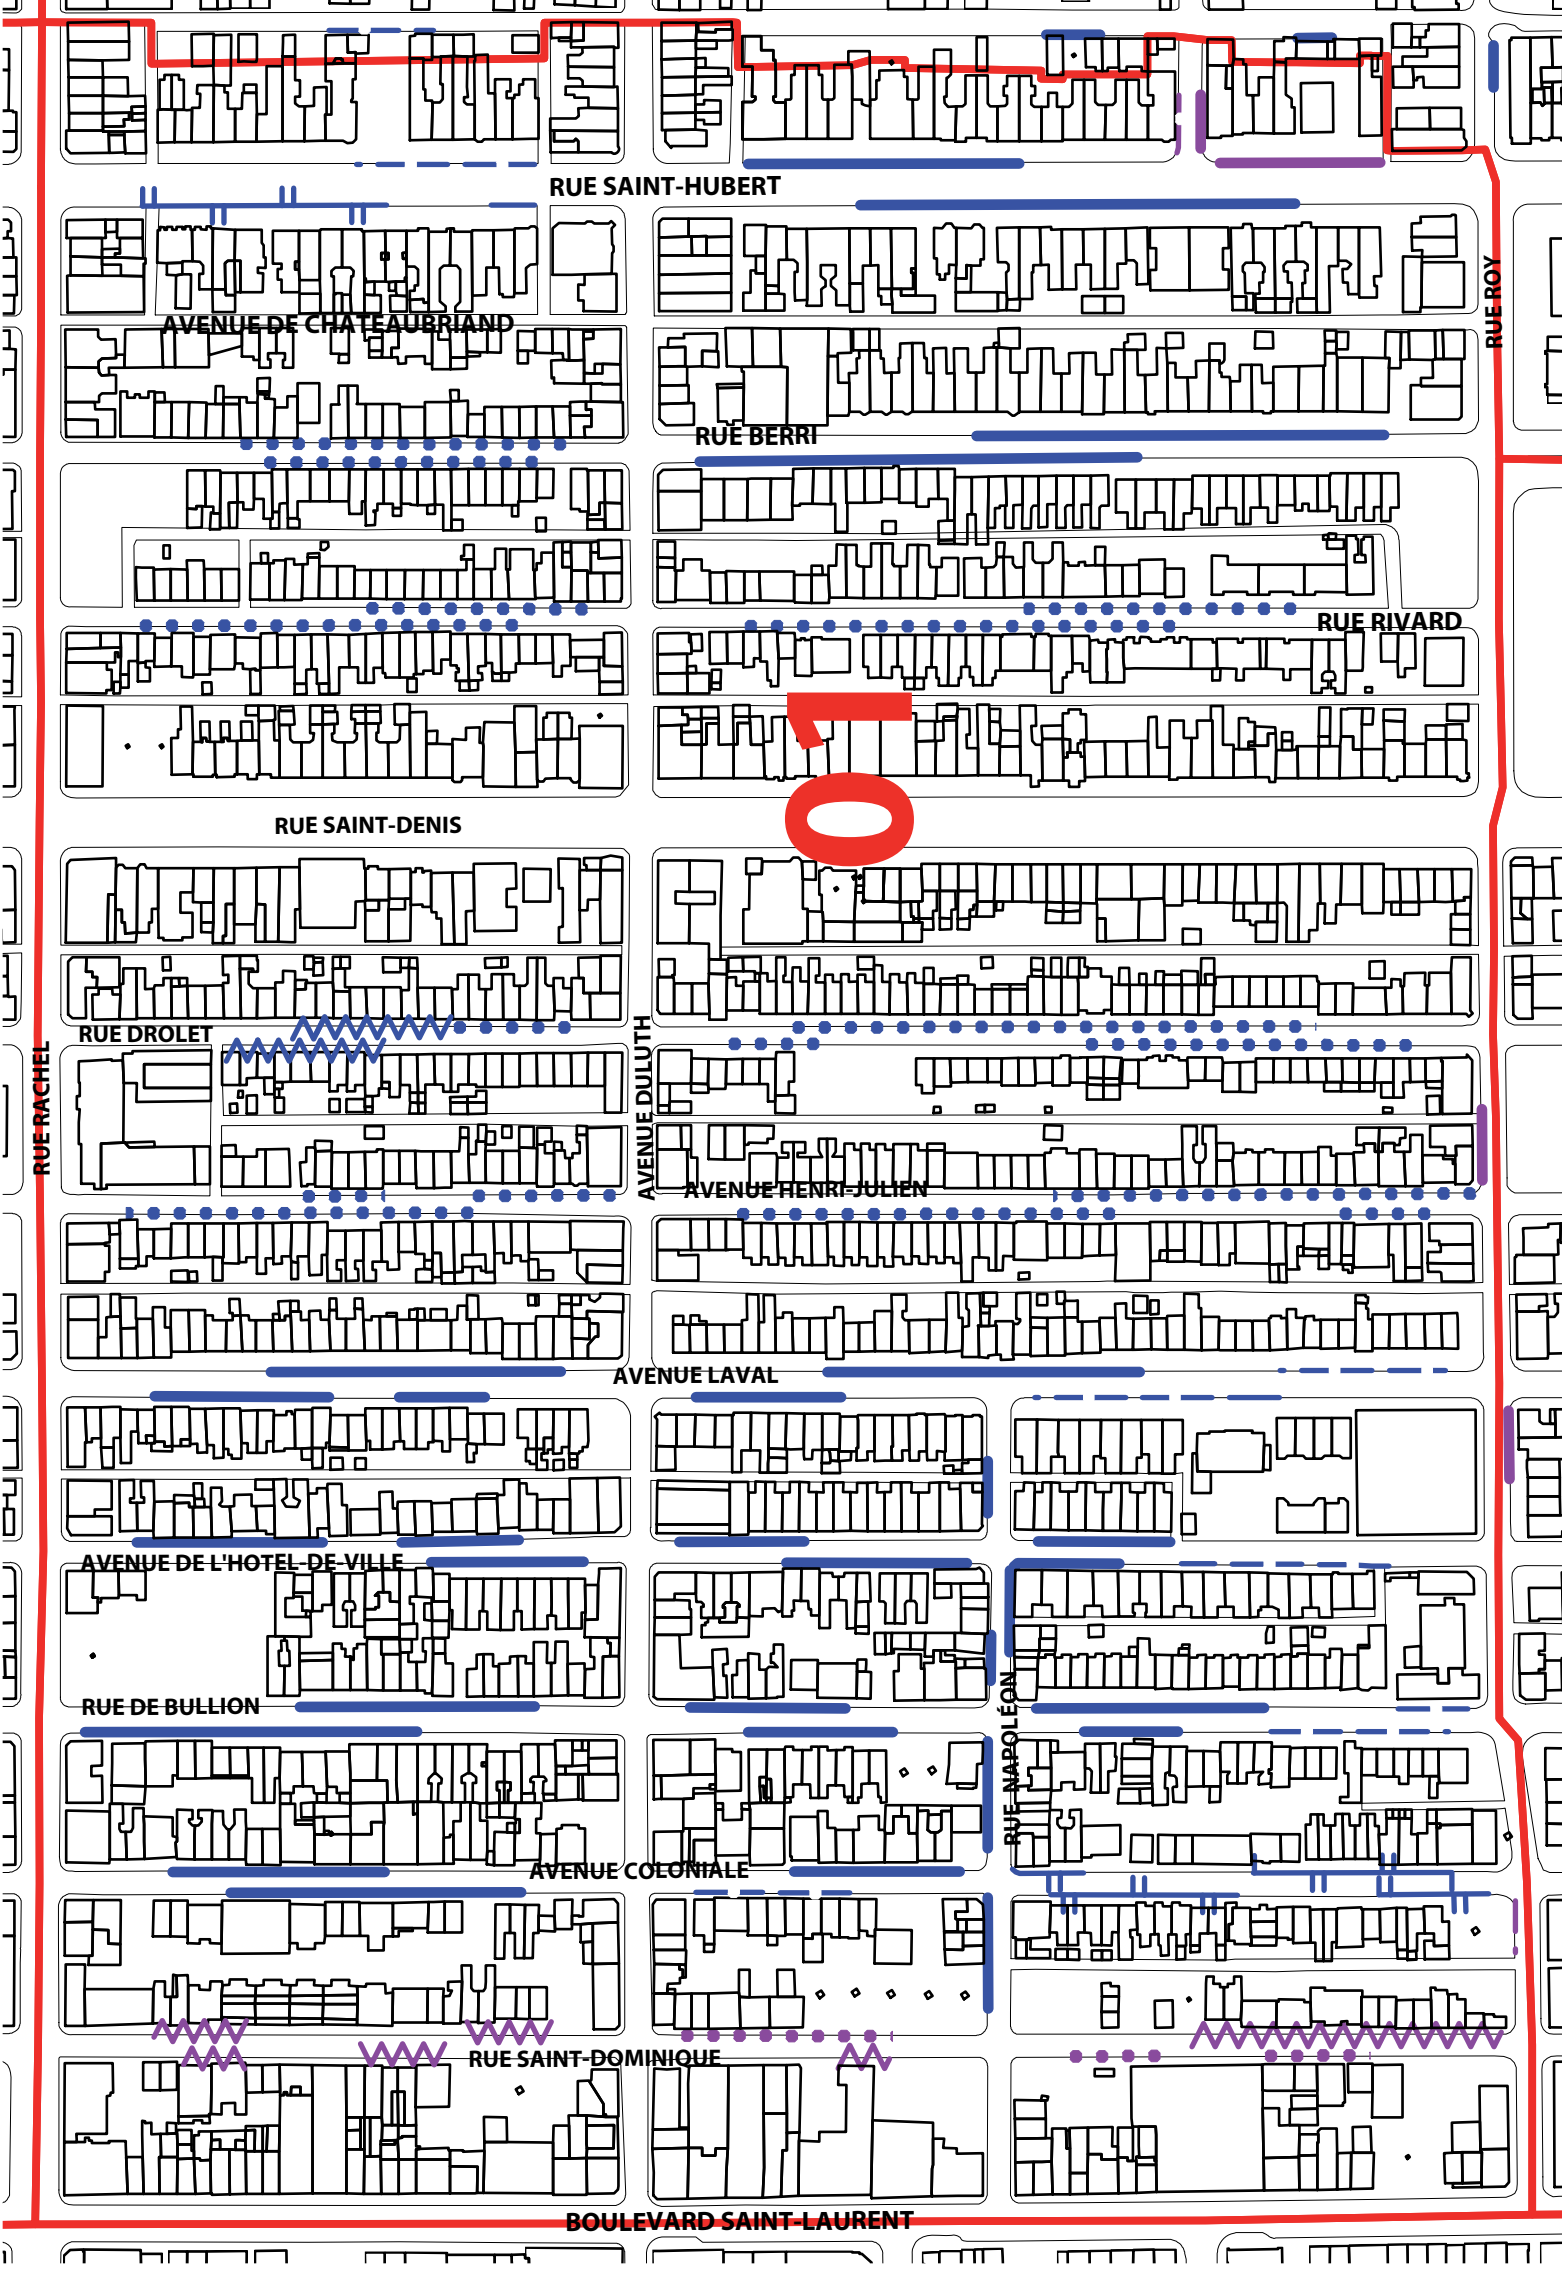 RUE SAINT-HUBERT
RUE ROY
AVENUE DE CHATEAUBRIAND
RUE BERRI
RUE RIVARD
10
RUE SAINT-DENIS
RUE DROLET
AVENUE DULUTH
RUE RACHEL
AVENUE HENRI-JULIEN
AVENUE LAVAL
AVENUE DE L'HOTEL-DE-VILLE
RUE DE BULLION
RUE NAPOLÉON
AVENUE COLONIALE
RUE SAINT-DOMINIQUE
BOULEVARD SAINT-LAURENT